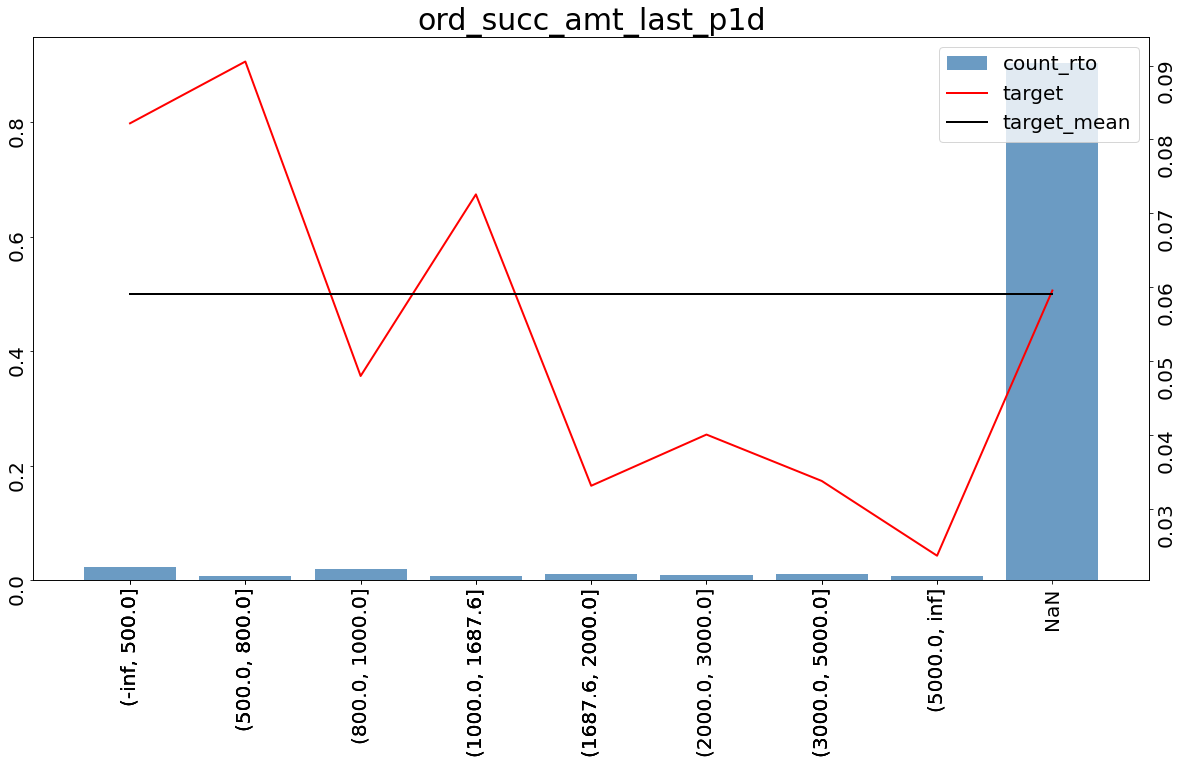 ord_succ_amt_last_p1d
count_rto
target
target_mean
0.8
0.6
0.4
0.2
0.0
0.09
0.08
0.07
0.06
0.05
0.04
0.03
(-inf, 500.0]
(500.0, 800.0]
(800.0, 1000.0]
(1000.0, 1687.6]
(1687.6, 2000.0]
(2000.0, 3000.0]
(3000.0, 5000.0]
(5000.0, inf]
NaN